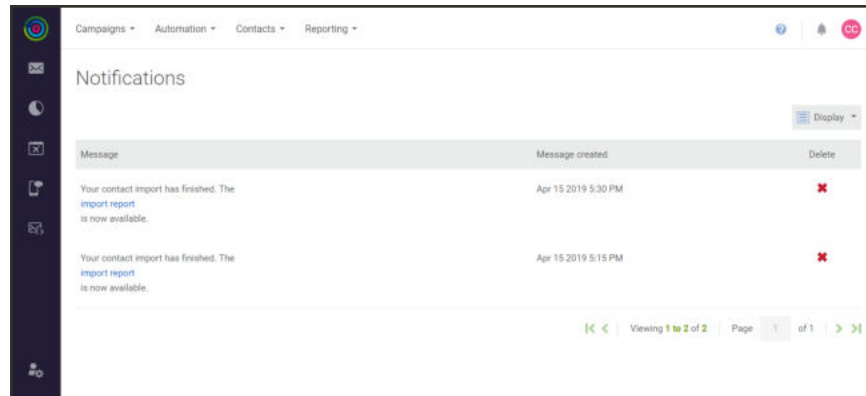 Campaigns Automation Contacts Reporting CC
Notifications
Display
Message Message created Delete
Your contact import has finished. The Apr 15 2019 5:30 PM
import report
is now available.
Your contact import has finished. The Apr 15 2019 5:15 PM
import report
is now available.
Viewing 1 to 2 of 2 Page 1 of 1